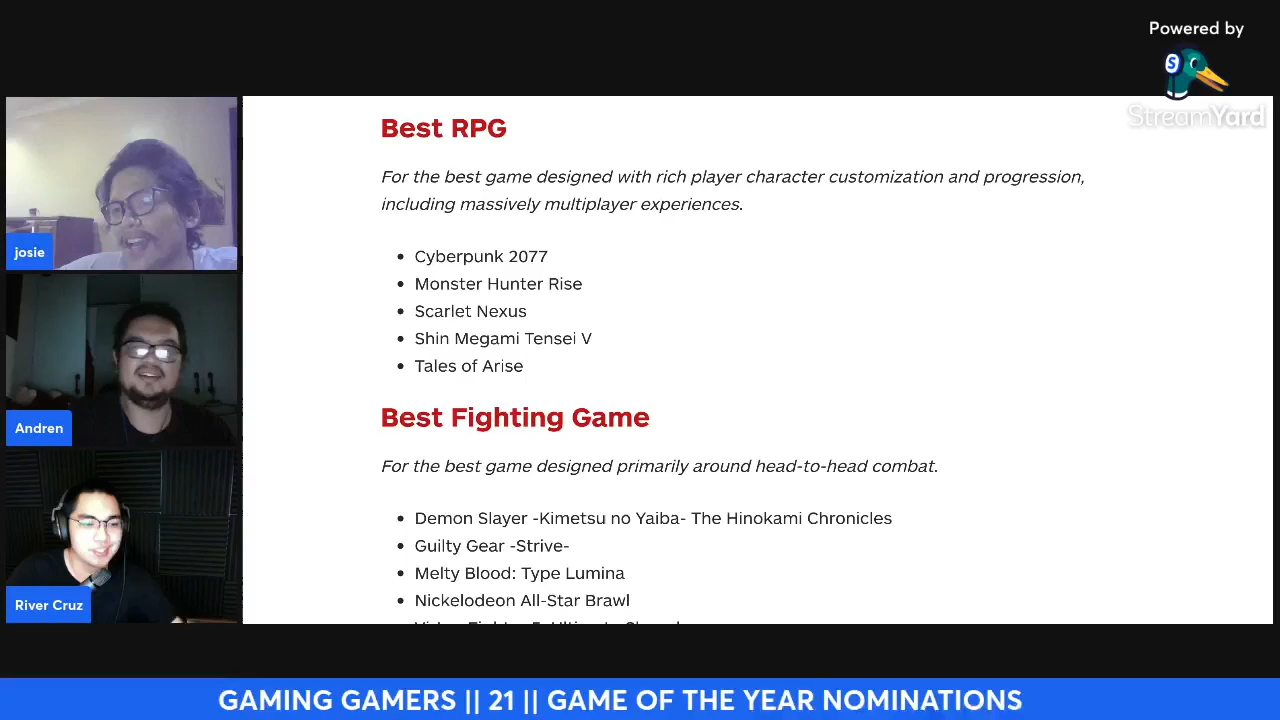 Powered by
StreamYard
Best RPG
For the best game designed with rich player character customization and progression,
including massively multiplayer experiences.
• Cyberpunk 2077
• Monster Hunter Rise
• Scarlet Nexus
• Shin Megami Tensei V
• Tales of Arise
Best Fighting Game
For the best game designed primarily around head-to-head combat.
• Demon Slayer -Kimetsu no Yaiba- The Hinokami Chronicles
• Guilty Gear -Strive-
• Melty Blood: Type Lumina
• Nickelodeon All-Star Brawl
josie
Andren
River Cruz
GAMING GAMERS || 21 || GAME OF THE YEAR NOMINATIONS